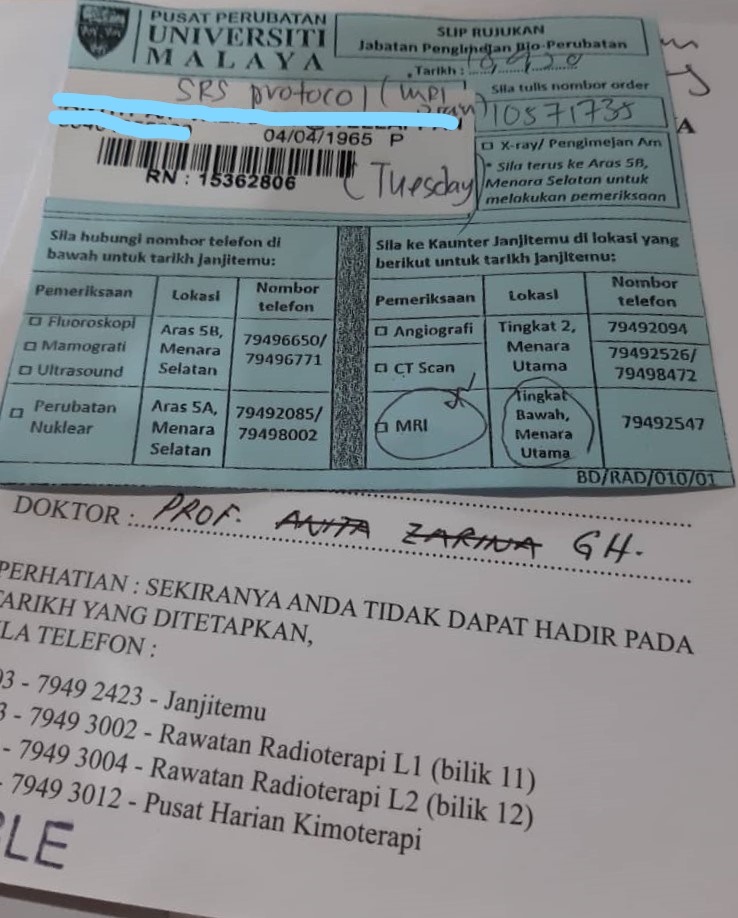 PUSAT PERUBATAN
UNIVERSITI
MALAYA
SLIP RUJUKAN
Jabatan Pengimejan Bio-Perubatan
Tarikh :
Sila tulis nombor order
10571735
SRS protocol (MRI
04/04/1965 P
RN : 15362806
(Tuesday)
A
□ X-ray/ Pengimejan Am
* Sila terus ke Aras 5B,
Menara Selatan untuk
melakukan pemeriksaan
Sila hubungi nombor telefon di
bawah untuk tarikh janjitemu:
Pemeriksaan Lokasi Nombor telefon
□ Fluoroskopi
□ Mamografi
□ Ultrasound
Aras 5B,
Menara
Selatan
79496650/
79496771
□ Perubatan
Nuklear
Aras 5A,
Menara
Selatan
79492085/
79498002
Sila ke Kaunter Janjitemu di lokasi yang
berikut untuk tarikh janjitemu:
Pemeriksaan Lokasi Nombor telefon
□ Angiografi
□ CT Scan
Tingkat 2,
Menara
Utama
79492094
79492526/
79498472
□ MRI
Tingkat
Bawah,
Menara
Utama
79492547
BD/RAD/010/01
DOKTOR : PROF. ANITA ZARINA GH.
PERHATIAN : SEKIRANYA ANDA TIDAK DAPAT HADIR PADA
TARIKH YANG DITETAPKAN,
ILA TELEFON :
03 - 7949 2423 - Janjitemu
3 - 7949 3002 - Rawatan Radioterapi L1 (bilik 11)
- 7949 3004 - Rawatan Radioterapi L2 (bilik 12)
- 7949 3012 - Pusat Harian Kimoterapi
BLE